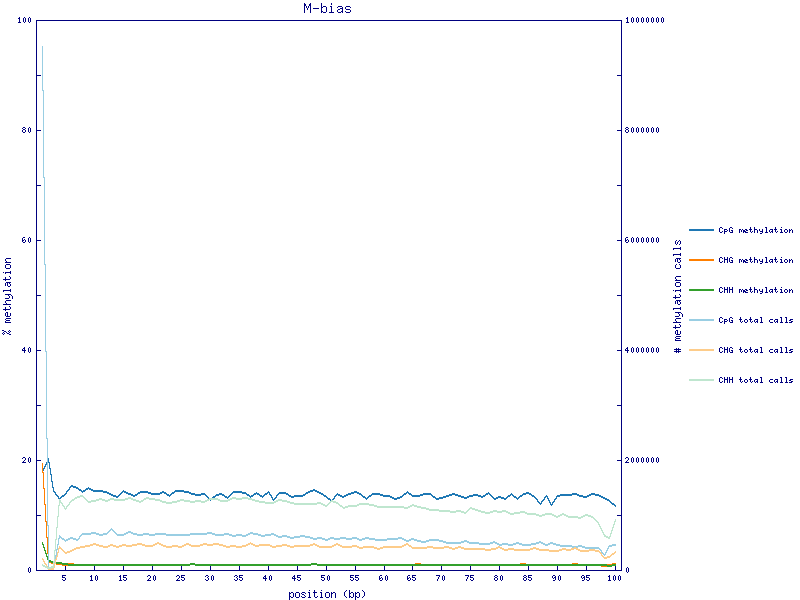 M-bias
100
80
60
40
20
0
% methylation
10000000
8000000
6000000
4000000
2000000
0
# methylation calls
5 10 15 20 25 30 35 40 45 50 55 60 65 70 75 80 85 90 95 100
position (bp)
CpG methylation
CHG methylation
CHH methylation
CpG total calls
CHG total calls
CHH total calls